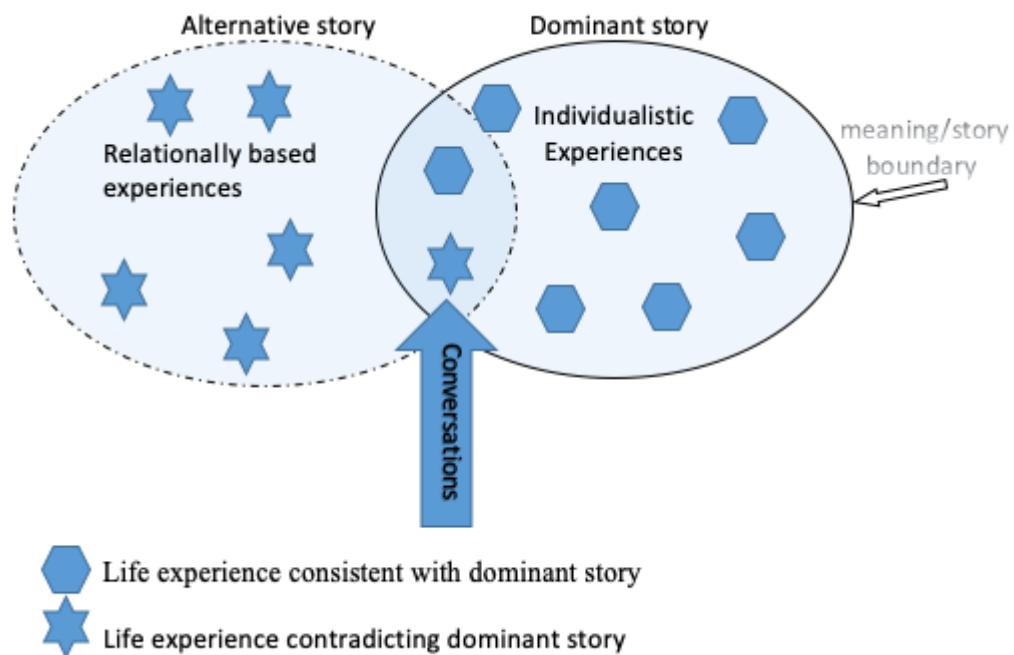 Alternative story
Dominant story
Relationally based
experiences
Individualistic
Experiences
meaning/story
boundary
Conversations
Life experience consistent with dominant story
Life experience contradicting dominant story